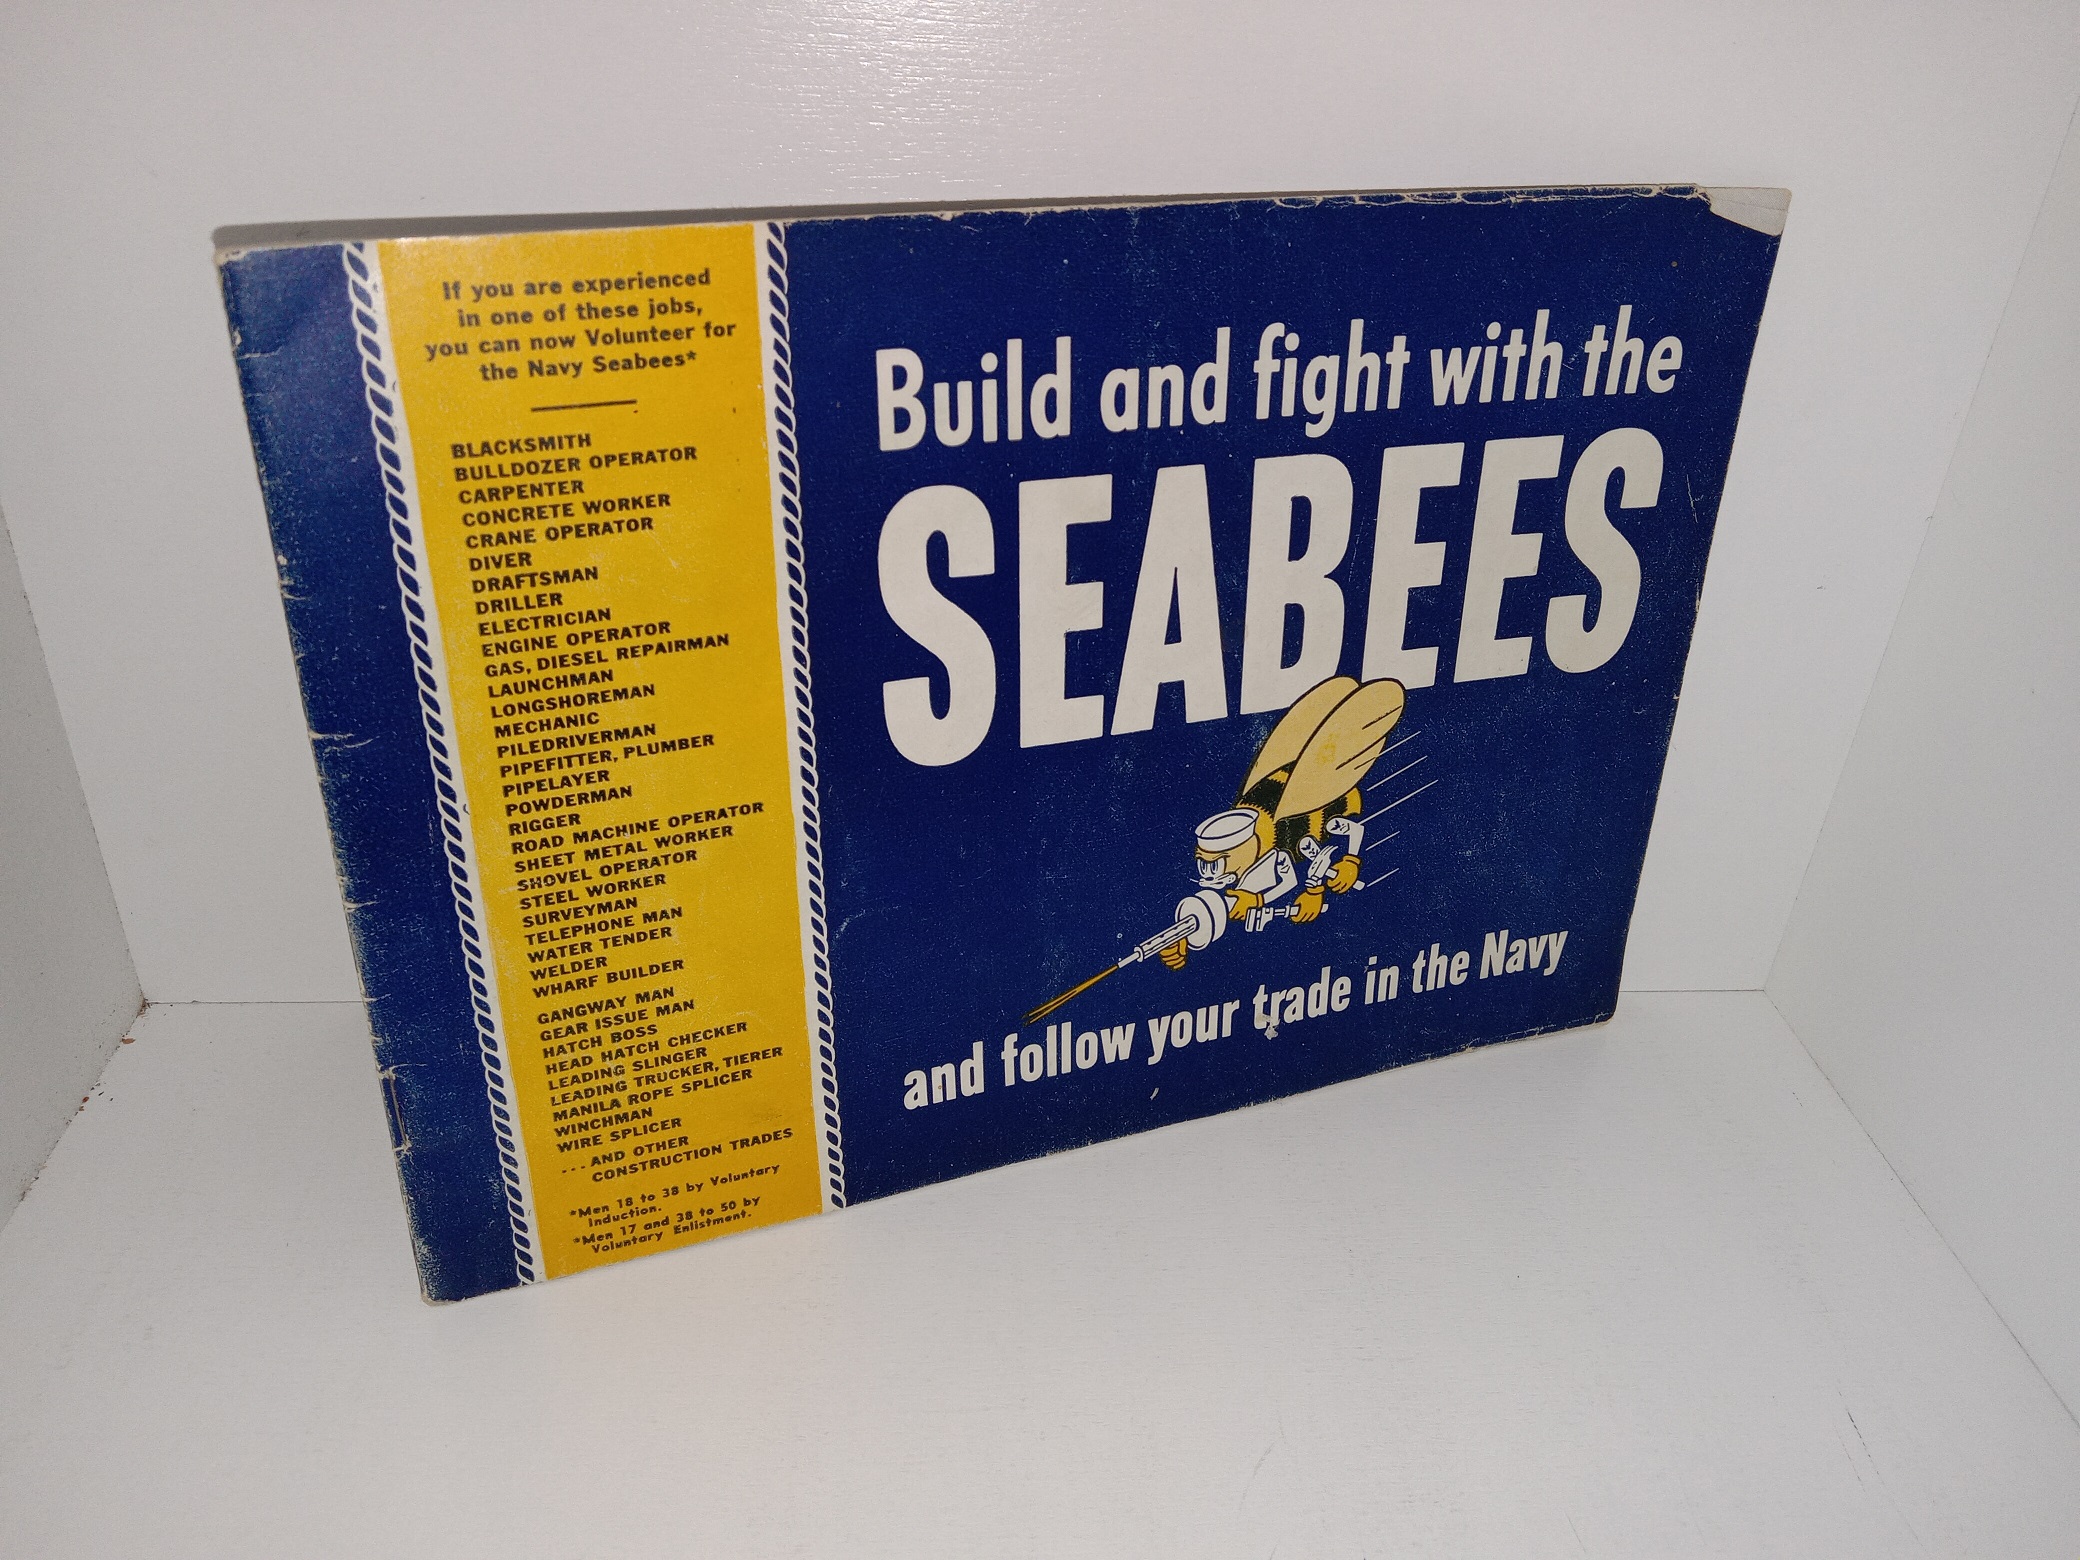 If you are experienced
in one of these jobs,
you can now Volunteer for
the Navy Seabees*
BLACKSMITH
BULLDOZER OPERATOR
CARPENTER
CONCRETE WORKER
CRANE OPERATOR
DIVER
DRAFTSMAN
DRILLER
ELECTRICIAN
ENGINE OPERATOR
GAS, DIESEL REPAIRMAN
LAUNCHMAN
LONGSHOREMAN
MECHANIC
PILEDRIVERMAN
PIPEFITTER, PLUMBER
PIPELAYER
POWDERMAN
RIGGER
ROAD MACHINE OPERATOR
SHEET METAL WORKER
SHOVEL OPERATOR
STEEL WORKER
SURVEYMAN
TELEPHONE MAN
WATER TENDER
WELDER
WHARF BUILDER
GANGWAY MAN
GEAR ISSUE MAN
HATCH BOSS
HEAD HATCH CHECKER
LEADING SLINGER
LEADING TRUCKER, TIERER
MANILA ROPE SPLICER
WINCHMAN
WIRE SPLICER
... AND OTHER
CONSTRUCTION TRADES
*Men 18 to 38 by Voluntary
Induction.
*Men 17 and 38 to 50 by
Voluntary Enlistment.
Build and fight with the
SEABEES
and follow your trade in the Navy